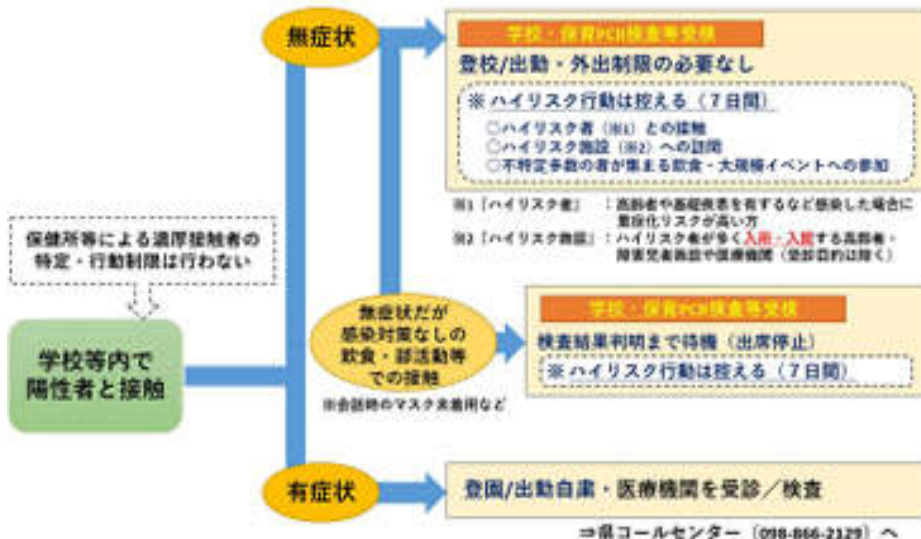 無症状
学校・保育PCR検査等受検
登校/出勤・外出制限の必要なし
※ ハイリスク行動は控える(7日間)
○ハイリスク者(※1)との接触
○ハイリスク施設(※2)への訪問
○不特定多数の者が集まる飲食・大規模イベントへの参加
※1「ハイリスク者」 :高齢者や基礎疾患を有するなど感染した場合に
重症化リスクが高い方
※2「ハイリスク施設」:ハイリスク者が多く入所・入院する高齢者・
障害児者施設や医療機関(受診目的は除く)
保健所等による濃厚接触者の
特定・行動制限は行わない
学校等内で
陽性者と接触
無症状だが
感染対策なしの
飲食・部活動等
での接触
※会話時のマスク未着用など
学校・保育PCR検査等受検
検査結果判明まで待機(出席停止)
※ ハイリスク行動は控える(7日間)
有症状
登園/出勤自粛・医療機関を受診/検査
⇒県コールセンター(098-866-2129)へ